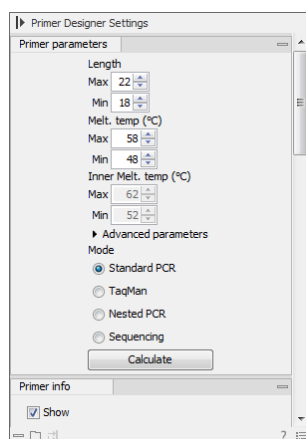 Primer Designer Settings
Primer parameters
Length
Max 22
Min 18
Melt. temp (°C)
Max 58
Min 48
Inner Melt. temp (°C)
Max 62
Min 52
Advanced parameters
Mode
Standard PCR
TaqMan
Nested PCR
Sequencing
Calculate
Primer info
Show
?